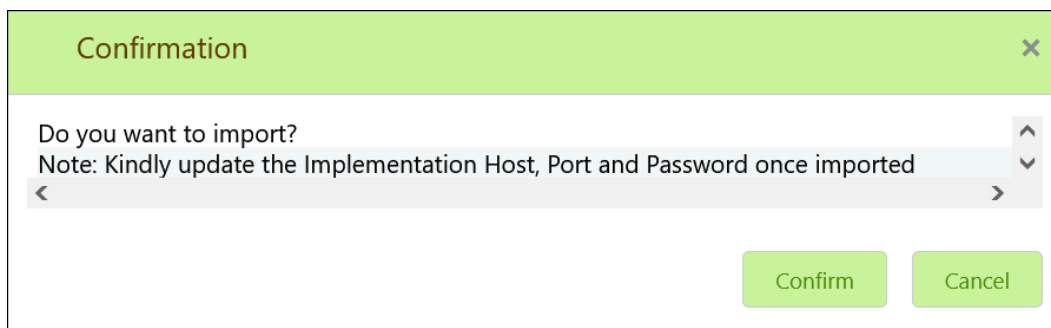 Confirmation
Do you want to import?
Note: Kindly update the Implementation Host, Port and Password once imported
Confirm
Cancel